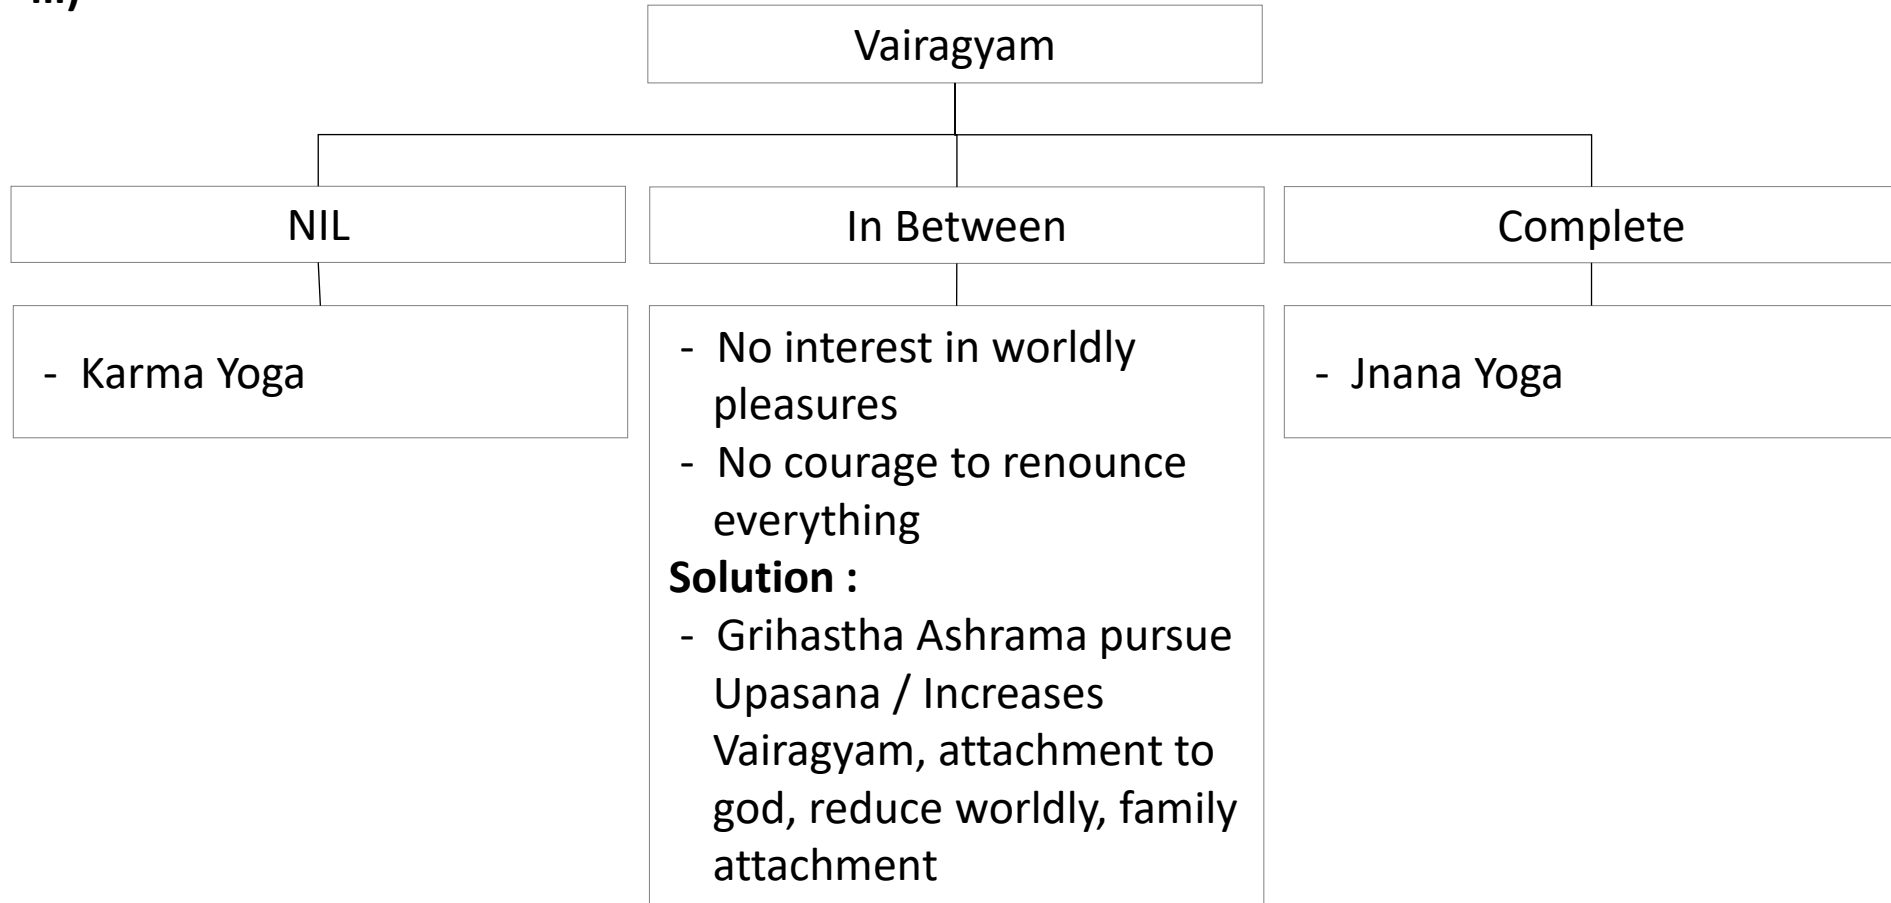 iii)
Vairagyam
NIL
In Between
Complete
- Karma Yoga
- No interest in worldly
pleasures
- No courage to renounce
everything
Solution :
- Grihastha Ashrama pursue
Upasana / Increases
Vairagyam, attachment to
god, reduce worldly, family
attachment
- Jnana Yoga